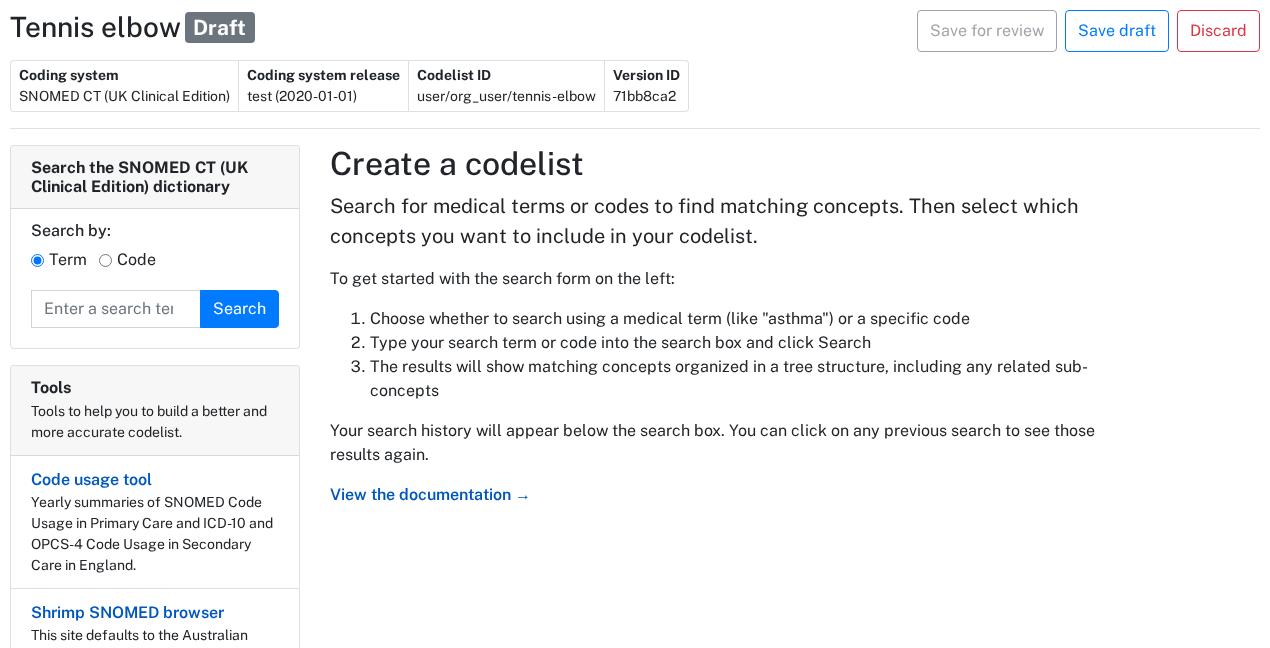 Tennis elbow Draft
Save for review Save draft Discard
Coding system
SNOMED CT (UK Clinical Edition)
Coding system release
test (2020-01-01)
Codelist ID
user/org_user/tennis-elbow
Version ID
71bb8ca2
Search the SNOMED CT (UK
Clinical Edition) dictionary
Search by:
Term Code
Enter a search ter Search
Tools
Tools to help you to build a better and
more accurate codelist.
Code usage tool
Yearly summaries of SNOMED Code
Usage in Primary Care and ICD-10 and
OPCS-4 Code Usage in Secondary
Care in England.
Shrimp SNOMED browser
This site defaults to the Australian
Create a codelist
Search for medical terms or codes to find matching concepts. Then select which
concepts you want to include in your codelist.
To get started with the search form on the left:
1. Choose whether to search using a medical term (like "asthma") or a specific code
2. Type your search term or code into the search box and click Search
3. The results will show matching concepts organized in a tree structure, including any related sub-
concepts
Your search history will appear below the search box. You can click on any previous search to see those
results again.
View the documentation →